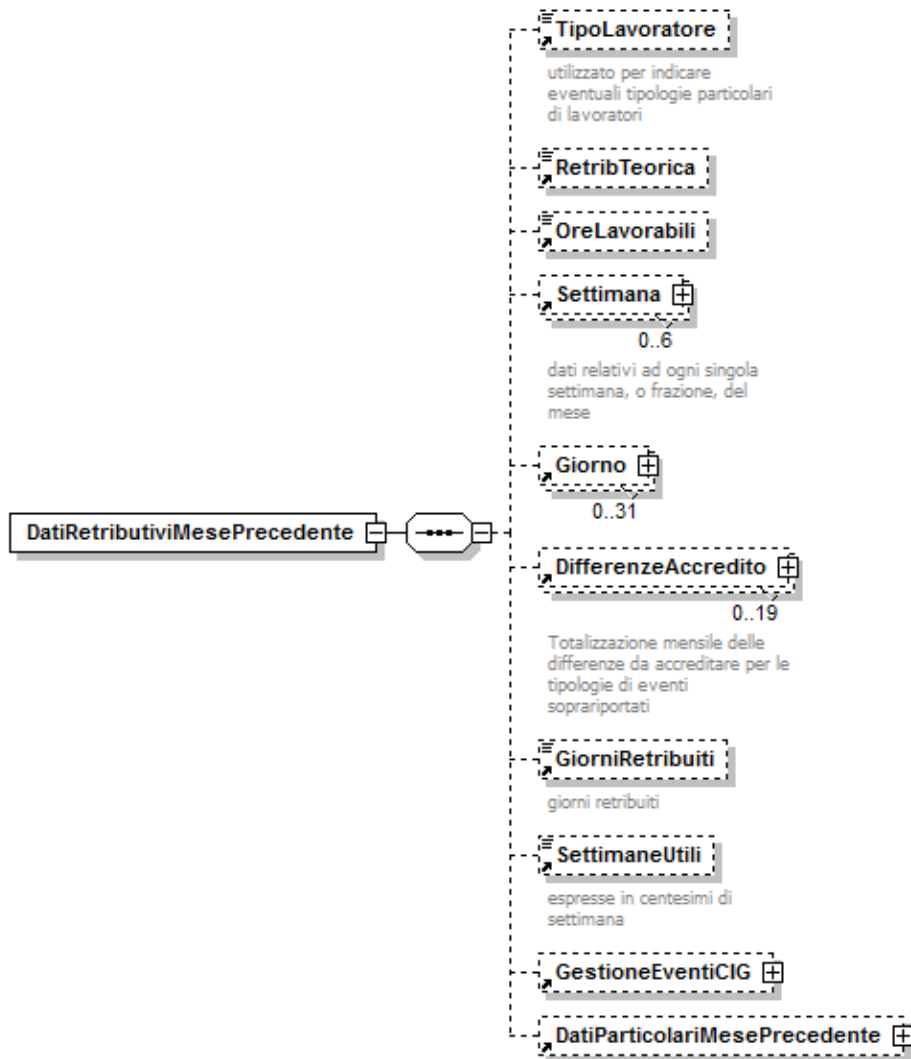 TipoLavoratore
utilizzato per indicare
eventuali tipologie particolari
di lavoratori
RetribTeorica
OreLavorabili
Settimana
0..6
dati relativi ad ogni singola
settimana, o frazione, del
mese
Giorno
0..31
DatiRetributiviMesePrecedente
DifferenzeAccredito
0..19
Totalizzazione mensile delle
differenze da accreditare per le
tipologie di eventi
soprariportati
GiorniRetribuiti
giorni retribuiti
SettimaneUtili
espresse in centesimi di
settimana
GestioneEventiCIG
DatiParticolariMesePrecedente